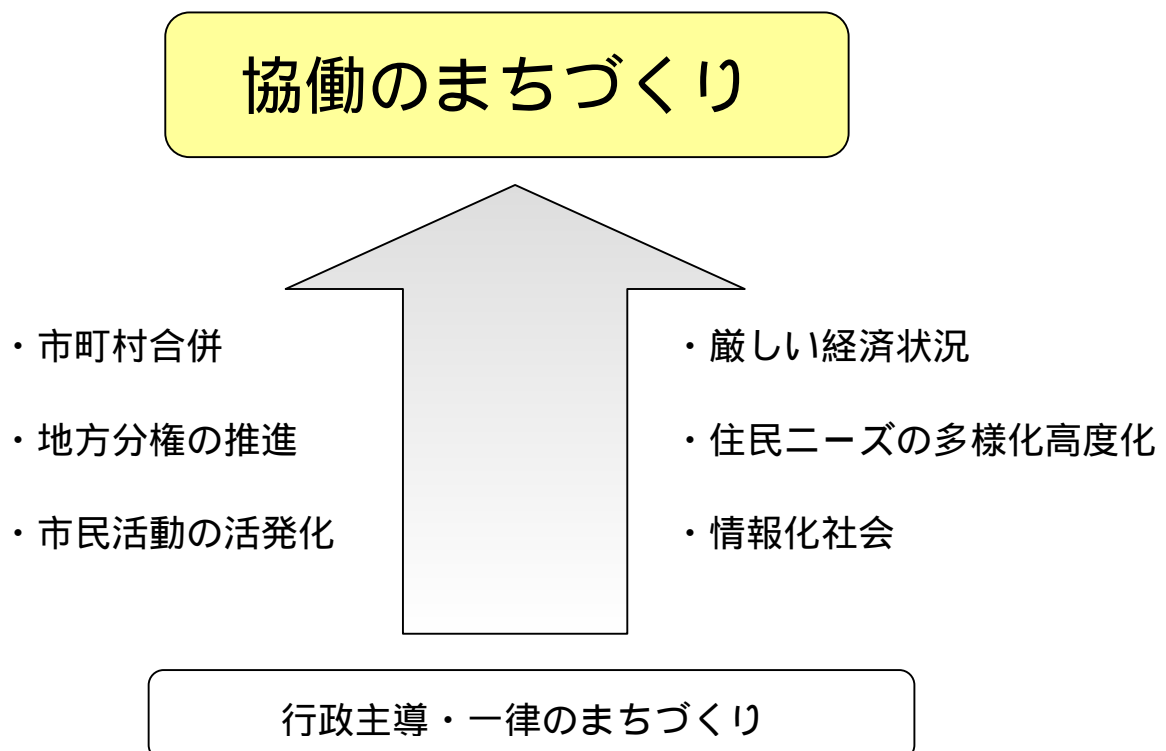 協働のまちづくり
・市町村合併
・地方分権の推進
・市民活動の活発化
・厳しい経済状況
・住民ニーズの多様化高度化
・情報化社会
行政主導・一律のまちづくり